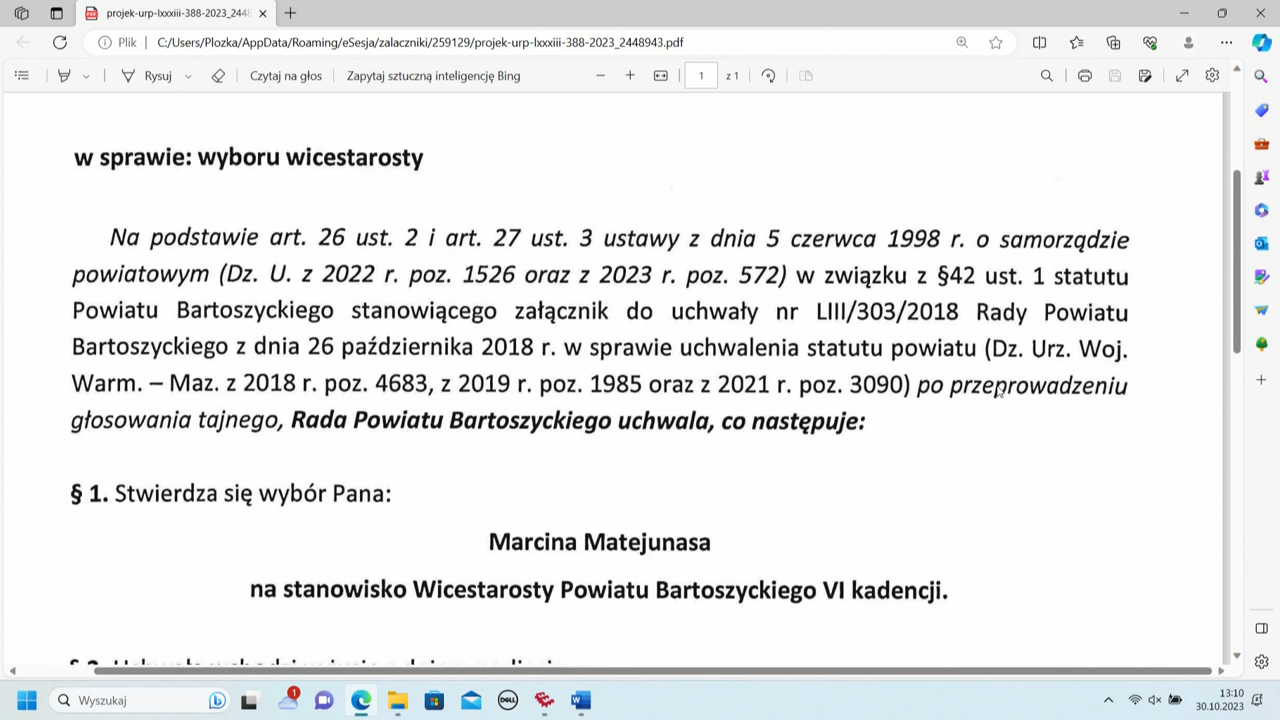 projek-urp-lxxxiii-388-2023_244
Plik
C:/Users/Plozka/AppData/Roaming/eSesja/zalaczniki/259129/projek-urp-lxxxiii-388-2023_2448943.pdf
Rysuj
Czytaj na głos
Zapytaj sztuczną inteligencję Bing
1
z 1
w sprawie: wyboru wicestarosty
Na podstawie art. 26 ust. 2 i art. 27 ust. 3 ustawy z dnia 5 czerwca 1998 r. o samorządzie
powiatowym (Dz. U. z 2022 r. poz. 1526 oraz z 2023 r. poz. 572) w związku z §42 ust. 1 statutu
Powiatu Bartoszyckiego stanowiącego załącznik do uchwały nr LIII/303/2018 Rady Powiatu
Bartoszyckiego z dnia 26 października 2018 r. w sprawie uchwalenia statutu powiatu (Dz. Urz. Woj.
Warm. – Maz. z 2018 r. poz. 4683, z 2019 r. poz. 1985 oraz z 2021 r. poz. 3090) po przeprowadzeniu
głosowania tajnego, Rada Powiatu Bartoszyckiego uchwala, co następuje:
§ 1. Stwierdza się wybór Pana:
Marcina Matejunasa
na stanowisko Wicestarosty Powiatu Bartoszyckiego VI kadencji.
Wyszukaj
1
DELL
W
13:10
30.10.2023